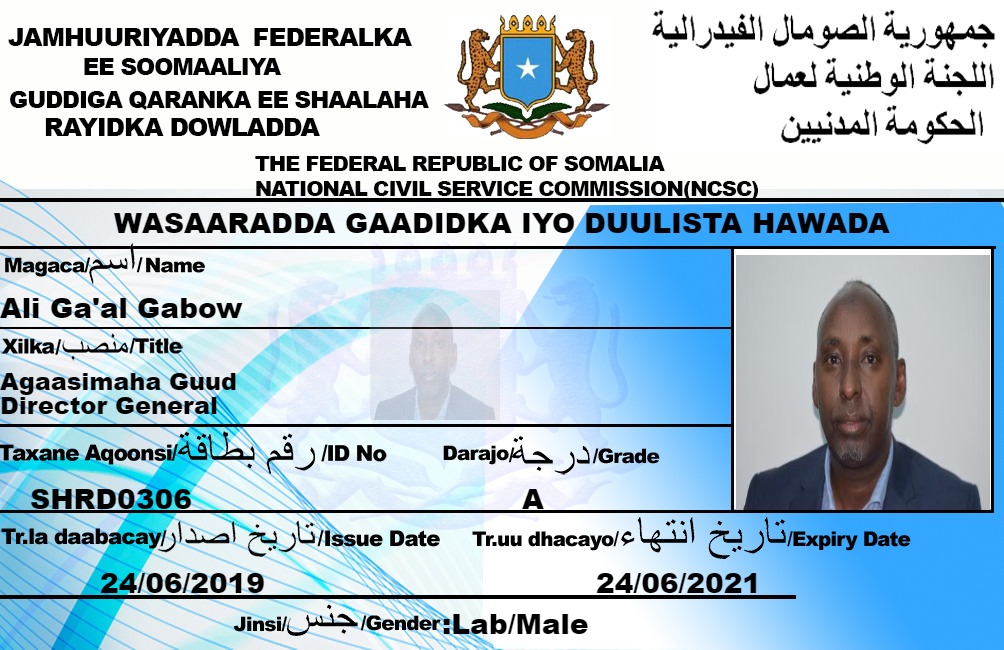 JAMHUURIYADDA FEDERALKA
EE SOOMAALIYA
GUDDIGA QARANKA EE SHAALAHA
RAYIDKA DOWLADDA
جمهورية الصومال الفيدرالية
اللجنة الوطنية لعمال
الحكومة المدنيين
THE FEDERAL REPUBLIC OF SOMALIA
NATIONAL CIVIL SERVICE COMMISSION(NCSC)
WASAARADDA GAADIDKA IYO DUULISTA HAWADA
Magaca/اسم/Name
Ali Ga'al Gabow
Xilka/منصب/Title
Agaasimaha Guud
Director General
Taxane Aqoonsi/رقم بطاقة/ID No
SHRD0306
Darajo/درجة/Grade
A
Tr.la daabacay/تاريخ اصدار/Issue Date
24/06/2019
Tr.uu dhacayo/تاريخ انتهاء/Expiry Date
24/06/2021
Jinsi/جنس/Gender:Lab/Male